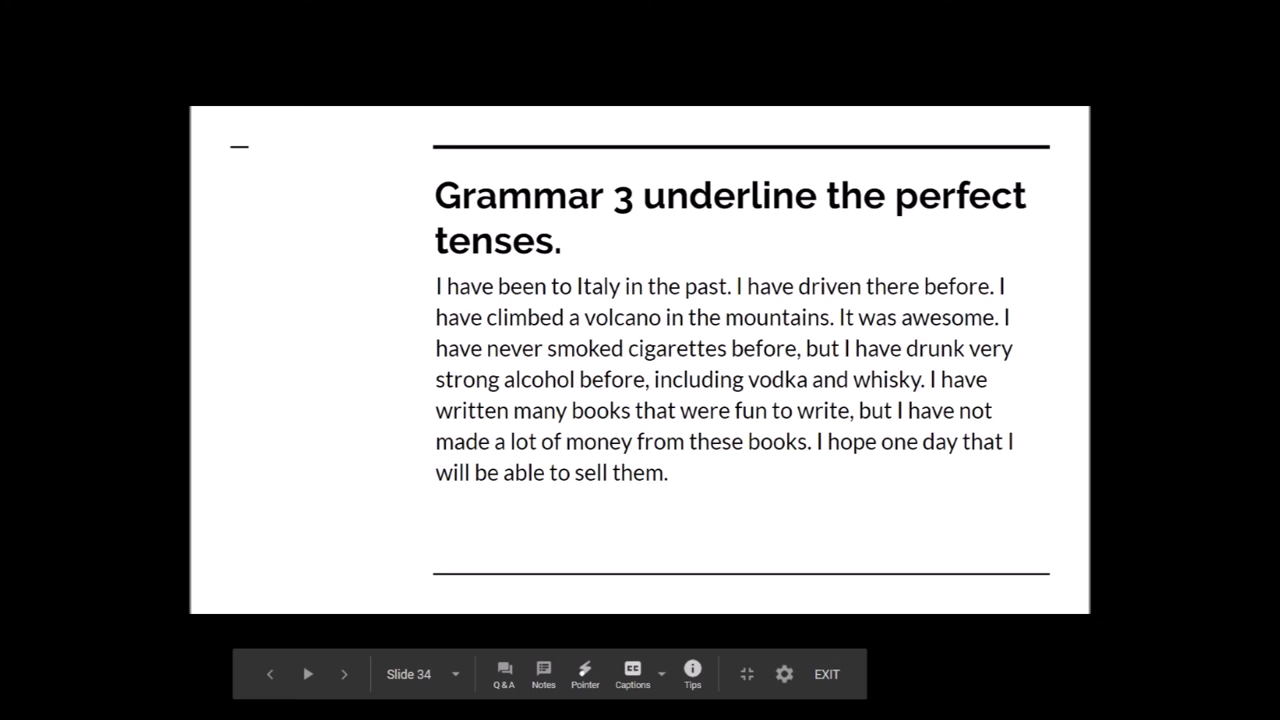 Grammar 3 underline the perfect
tenses.
I have been to Italy in the past. I have driven there before. I
have climbed a volcano in the mountains. It was awesome. I
have never smoked cigarettes before, but I have drunk very
strong alcohol before, including vodka and whisky. I have
written many books that were fun to write, but I have not
made a lot of money from these books. I hope one day that I
will be able to sell them.
Slide 34
Q & A
Notes
Pointer
CC
Captions
Tips
EXIT